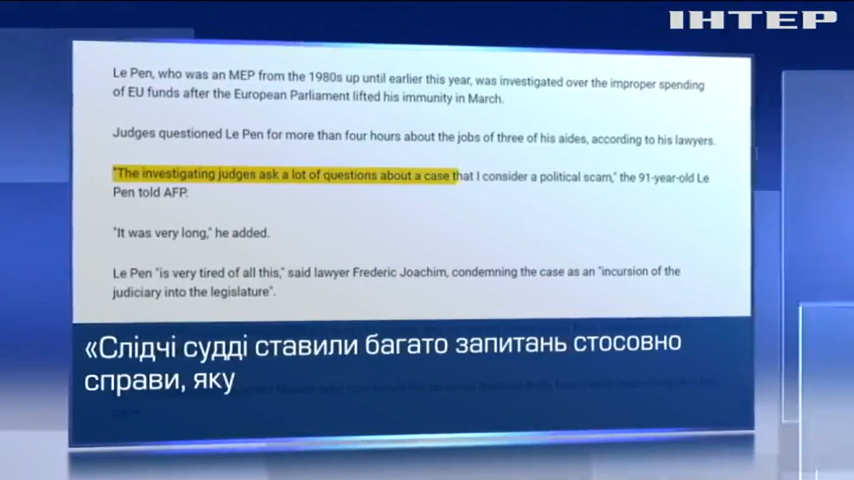 ІНТЕР
Le Pen, who was an MEP from the 1980s up until earlier this year, was investigated over the improper spending
of EU funds after the European Parliament lifted his immunity in March.
Judges questioned Le Pen for more than four hours about the jobs of three of his aides, according to his lawyers.
"The investigating judges ask a lot of questions about a case that I consider a political scam," the 91-year-old Le
Pen told AFP.
"It was very long," he added.
Le Pen "is very tired of all this," said lawyer Frederic Joachim, condemning the case as an "incursion of the
judiciary into the legislature".
«Слідчі судді ставили багато запитань стосовно
справи, яку